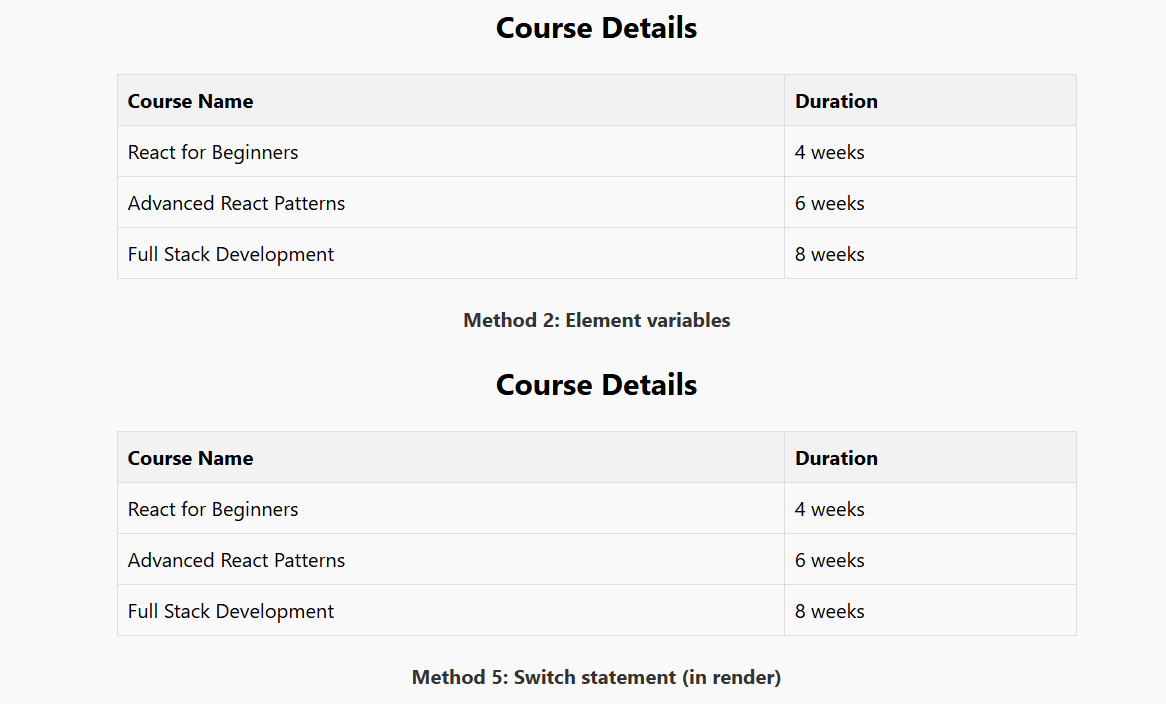 Course Details
Course Name Duration
React for Beginners 4 weeks
Advanced React Patterns 6 weeks
Full Stack Development 8 weeks
Method 2: Element variables
Course Details
Course Name Duration
React for Beginners 4 weeks
Advanced React Patterns 6 weeks
Full Stack Development 8 weeks
Method 5: Switch statement (in render)